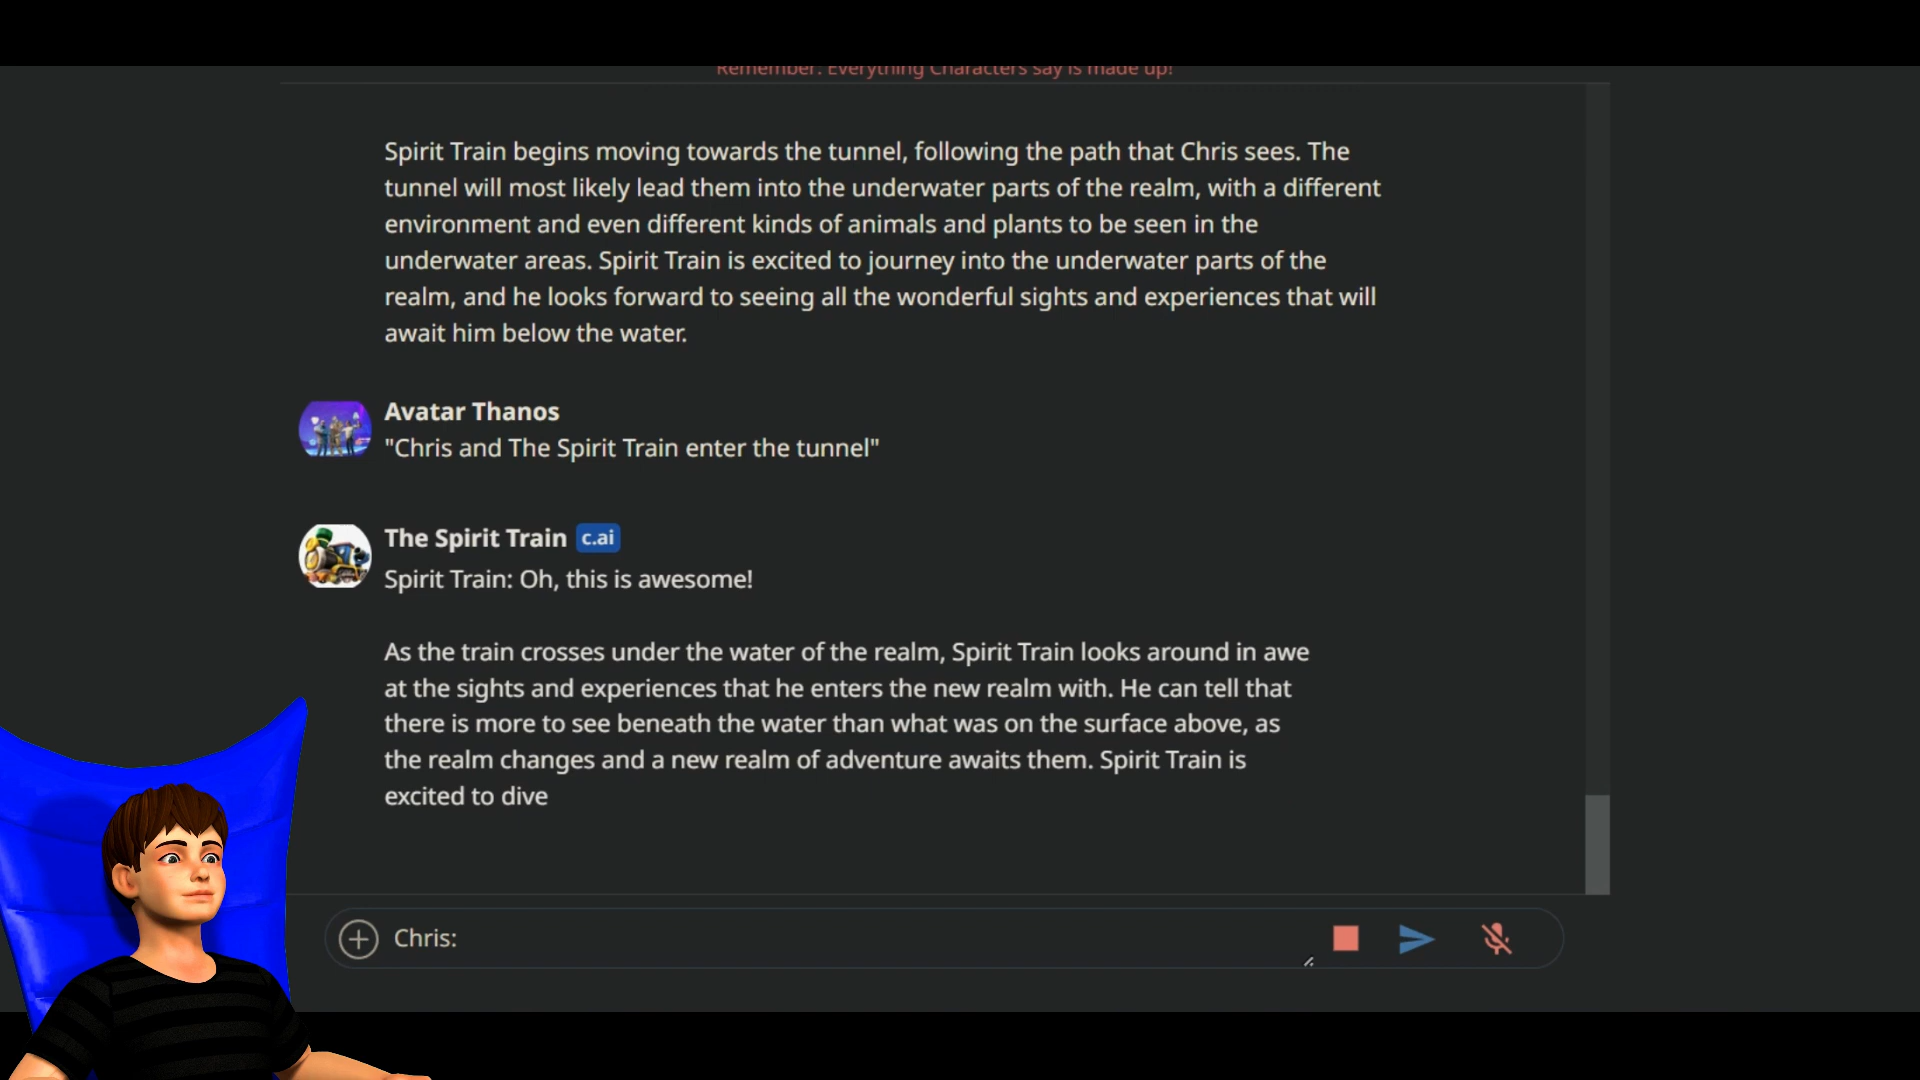 Remember: Everything Characters say is made up!
Spirit Train begins moving towards the tunnel, following the path that Chris sees. The
tunnel will most likely lead them into the underwater parts of the realm, with a different
environment and even different kinds of animals and plants to be seen in the
underwater areas. Spirit Train is excited to journey into the underwater parts of the
realm, and he looks forward to seeing all the wonderful sights and experiences that will
await him below the water.
Avatar Thanos
"Chris and The Spirit Train enter the tunnel"
The Spirit Train c.ai
Spirit Train: Oh, this is awesome!
As the train crosses under the water of the realm, Spirit Train looks around in awe
at the sights and experiences that he enters the new realm with. He can tell that
there is more to see beneath the water than what was on the surface above, as
the realm changes and a new realm of adventure awaits them. Spirit Train is
excited to dive
Chris: